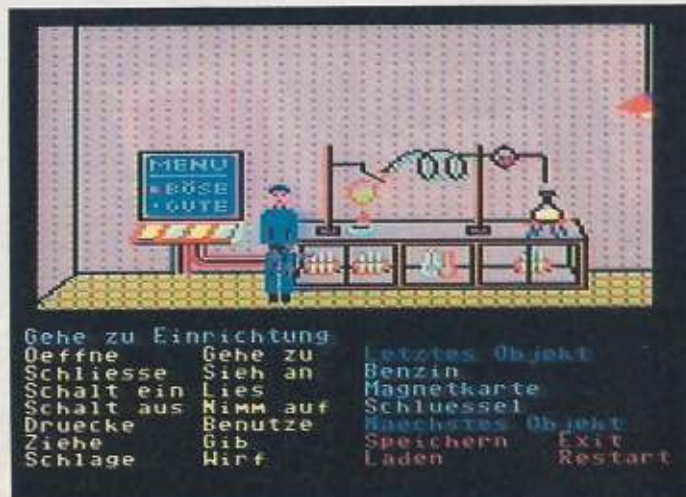 MENU
BÖSE
GUTE
Gehe zu Einrichtung
Oeffne Gehe zu Letztes Objekt
Schliesse Sieh an Benzin
Schalt ein Lies Magnetkarte
Schalt aus Nimm auf Schluessel
Druecke Benutze Naechstes Objekt
Ziehe Gib Speichern Exit
Schlage Wirf Laden Restart